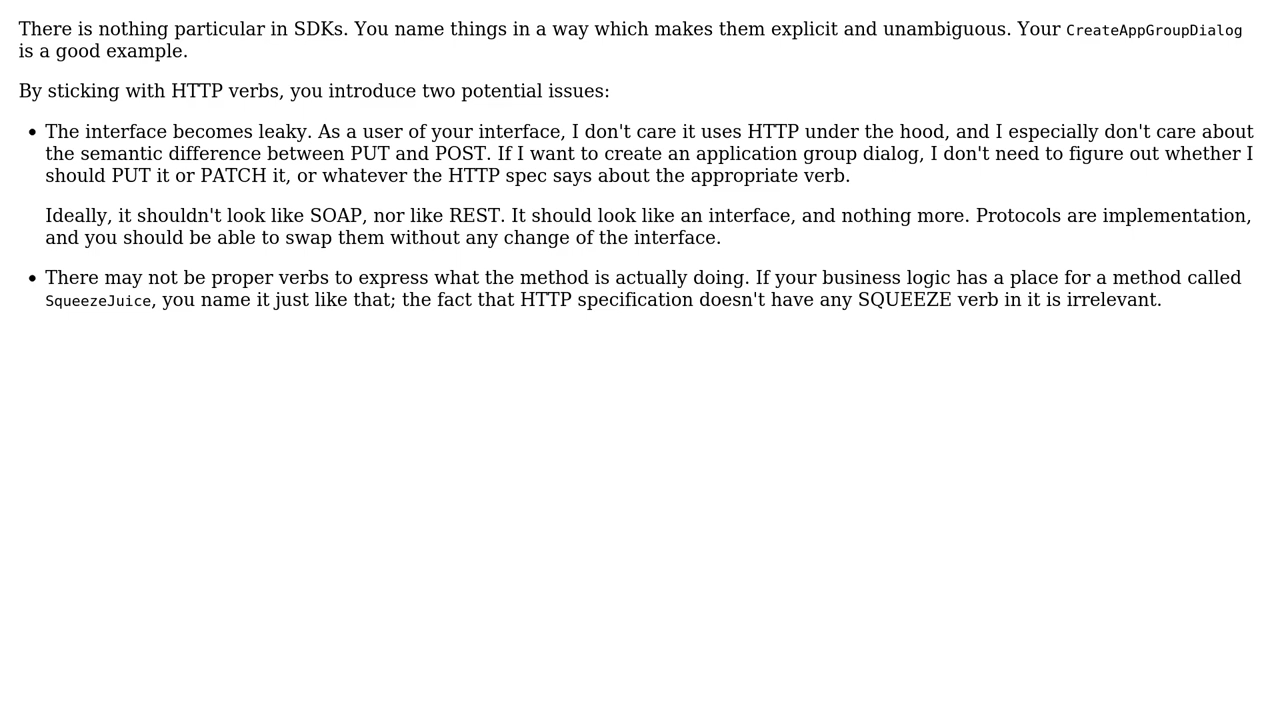 There is nothing particular in SDKs. You name things in a way which makes them explicit and unambiguous. Your CreateAppGroupDialog
is a good example.
By sticking with HTTP verbs, you introduce two potential issues:
• The interface becomes leaky. As a user of your interface, I don't care it uses HTTP under the hood, and I especially don't care about
the semantic difference between PUT and POST. If I want to create an application group dialog, I don't need to figure out whether I
should PUT it or PATCH it, or whatever the HTTP spec says about the appropriate verb.
Ideally, it shouldn't look like SOAP, nor like REST. It should look like an interface, and nothing more. Protocols are implementation,
and you should be able to swap them without any change of the interface.
• There may not be proper verbs to express what the method is actually doing. If your business logic has a place for a method called
SqueezeJuice, you name it just like that; the fact that HTTP specification doesn't have any SQUEEZE verb in it is irrelevant.